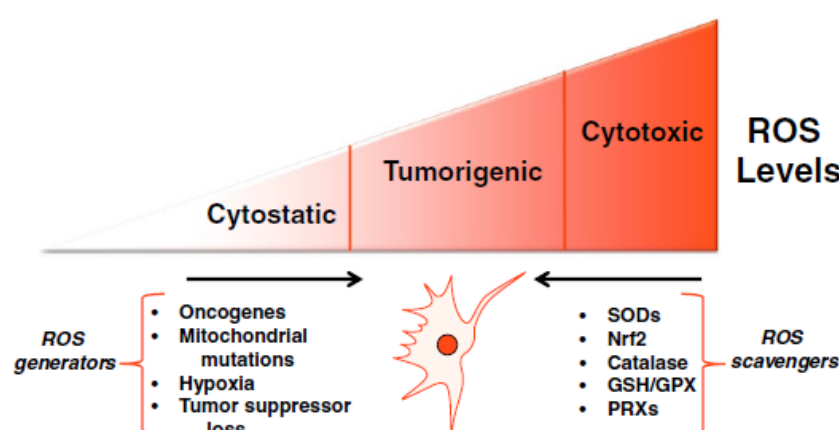 Cytostatic
Tumorigenic
Cytotoxic
ROS
Levels
ROS
generators
• Oncogenes
• Mitochondrial
mutations
• Hypoxia
• Tumor suppressor
loss
• SODs
• Nrf2
• Catalase
• GSH/GPX
• PRXs
ROS
scavengers